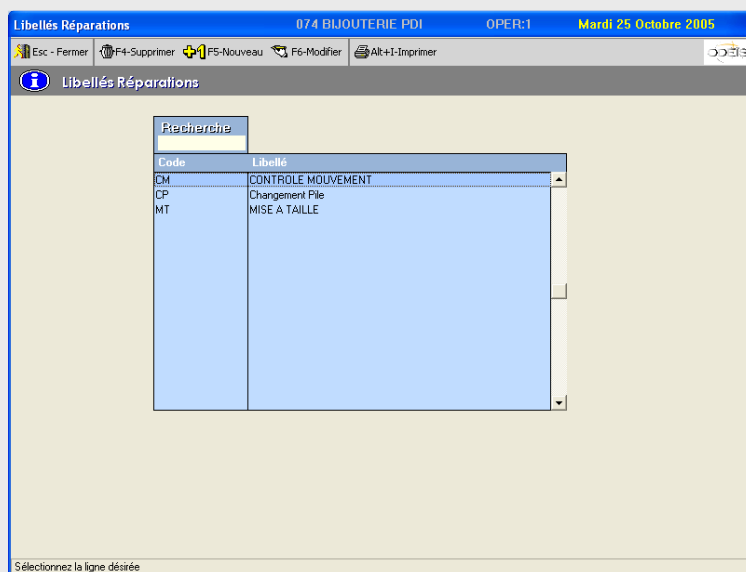 Libellés Réparations 074 BIJOUTERIE PDI OPER:1 Mardi 25 Octobre 2005
Esc - Fermer F4-Supprimer F5-Nouveau F6-Modifier Alt+I-Imprimer
Libellés Réparations
Recherche
Code Libellé
CM CONTROLE MOUVEMENT
CP Changement Pile
MT MISE A TAILLE
Sélectionnez la ligne désirée